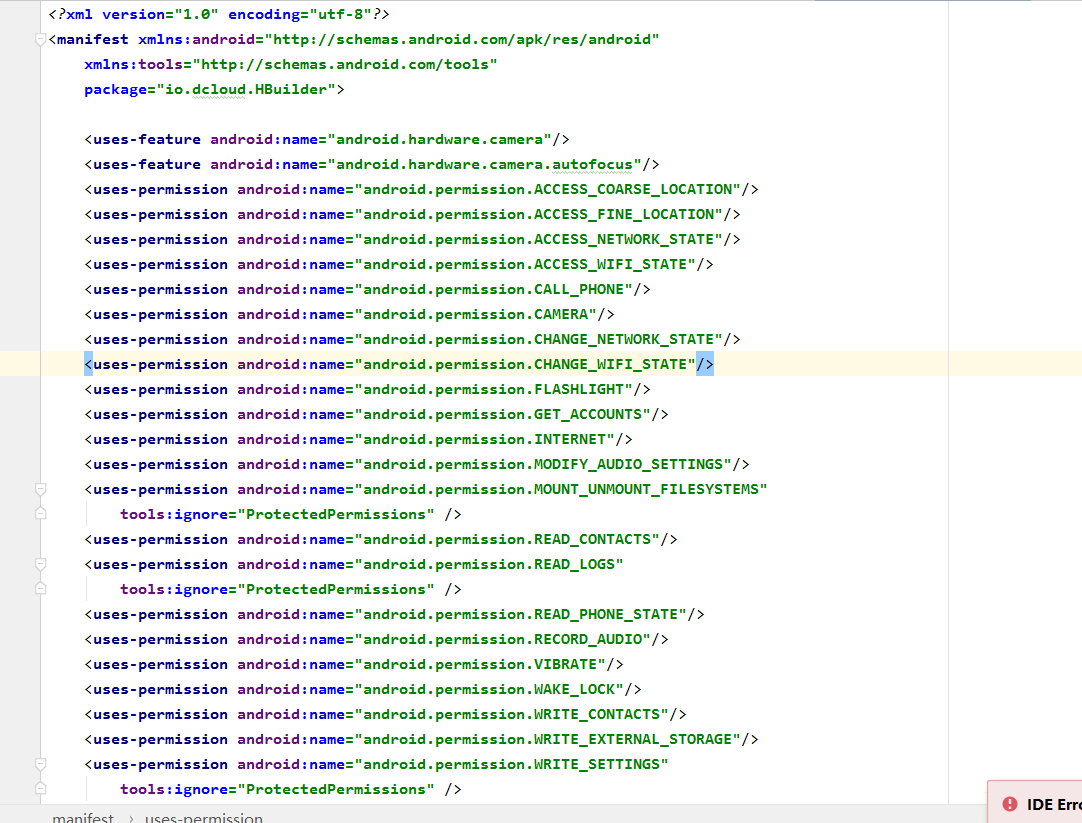 <?xml version="1.0" encoding="utf-8"?>
<manifest xmlns:android="http://schemas.android.com/apk/res/android"
xmlns:tools="http://schemas.android.com/tools"
package="io.dcloud.HBuilder">
<uses-feature android:name="android.hardware.camera"/>
<uses-feature android:name="android.hardware.camera.autofocus"/>
<uses-permission android:name="android.permission.ACCESS_COARSE_LOCATION"/>
<uses-permission android:name="android.permission.ACCESS_FINE_LOCATION"/>
<uses-permission android:name="android.permission.ACCESS_NETWORK_STATE"/>
<uses-permission android:name="android.permission.ACCESS_WIFI_STATE"/>
<uses-permission android:name="android.permission.CALL_PHONE"/>
<uses-permission android:name="android.permission.CAMERA"/>
<uses-permission android:name="android.permission.CHANGE_NETWORK_STATE"/>
<uses-permission android:name="android.permission.CHANGE_WIFI_STATE"/>
<uses-permission android:name="android.permission.FLASHLIGHT"/>
<uses-permission android:name="android.permission.GET_ACCOUNTS"/>
<uses-permission android:name="android.permission.INTERNET"/>
<uses-permission android:name="android.permission.MODIFY_AUDIO_SETTINGS"/>
<uses-permission android:name="android.permission.MOUNT_UNMOUNT_FILESYSTEMS"
tools:ignore="ProtectedPermissions" />
<uses-permission android:name="android.permission.READ_CONTACTS"/>
<uses-permission android:name="android.permission.READ_LOGS"
tools:ignore="ProtectedPermissions" />
<uses-permission android:name="android.permission.READ_PHONE_STATE"/>
<uses-permission android:name="android.permission.RECORD_AUDIO"/>
<uses-permission android:name="android.permission.VIBRATE"/>
<uses-permission android:name="android.permission.WAKE_LOCK"/>
<uses-permission android:name="android.permission.WRITE_CONTACTS"/>
<uses-permission android:name="android.permission.WRITE_EXTERNAL_STORAGE"/>
<uses-permission android:name="android.permission.WRITE_SETTINGS"
tools:ignore="ProtectedPermissions" />
IDE Erro
manifest › uses-permission